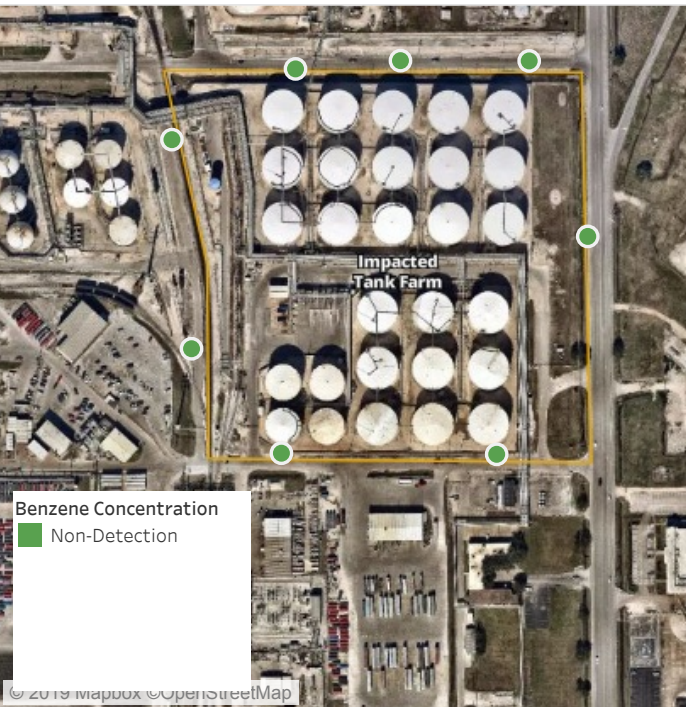 Impacted
Tank Farm
Benzene Concentration
Non-Detection
© 2019 Mapbox ©OpenStreetMap